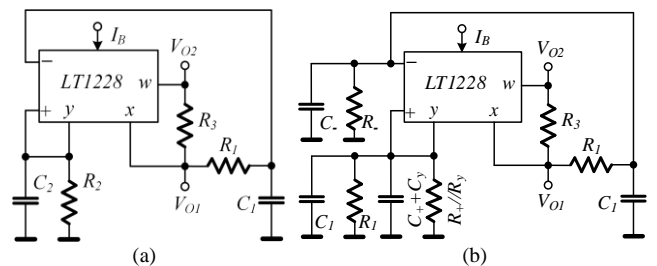 I_B
V_O2
−
LT1228
w
+
y
x
R_3
R_1
C_2
R_2
V_O1
C_1
(a)
I_B
V_O2
−
LT1228
w
C_-
R_-
+
y
x
R_3
R_1
C_1
R_1
C_++C_y
R_+//R_y
V_O1
C_1
(b)